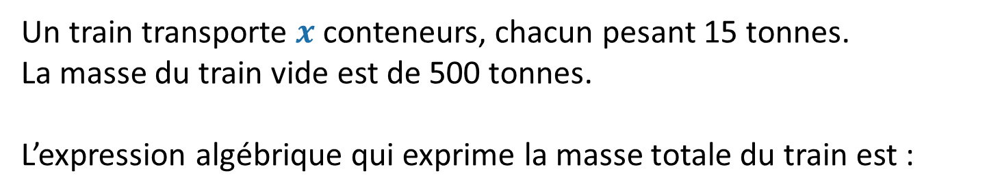 Un train transporte x conteneurs, chacun pesant 15 tonnes.
La masse du train vide est de 500 tonnes.
L’expression algébrique qui exprime la masse totale du train est :